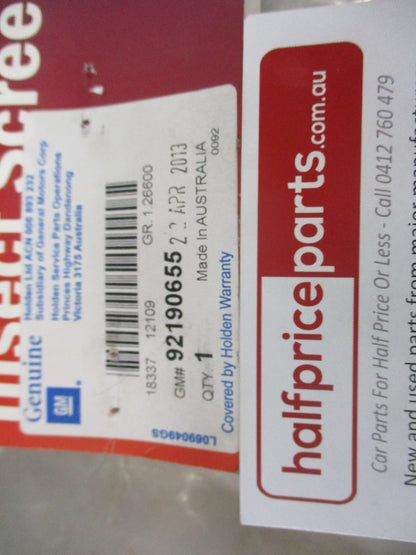 Insect Scree
Genuine
GM
Holden Ltd ACN 006 893 232
Subsidiary of General Motors Corp
Holden Service Parts Operations
Princes Highway Dandenong
Victoria 3175 Australia
18337 12109 GR. 1.26600
GM# 92190655 22 APR 2013
QTY. 1 Made In AUSTRALIA 0092
Covered by Holden Warranty
L0689049GS
halfpriceparts.com.au
Car Parts For Half Price Or Less - Call 0412 760 479
New and used parts from major manufacture